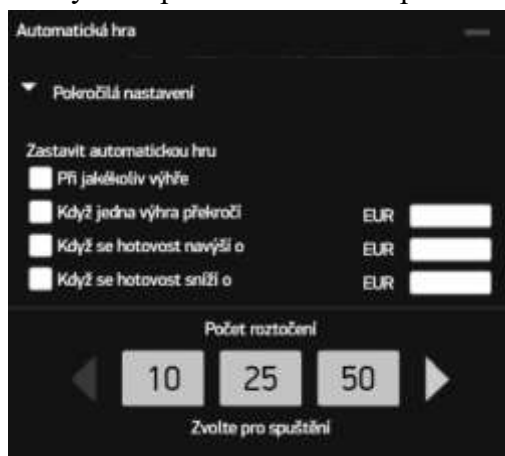 Automatická hra
Pokročilá nastavení
Zastavit automatickou hru
Při jakékoliv výhře
Když jedna výhra překročí EUR
Když se hotovost navýší o EUR
Když se hotovost sníží o EUR
Počet roztočení
10 25 50
Zvolte pro spuštění